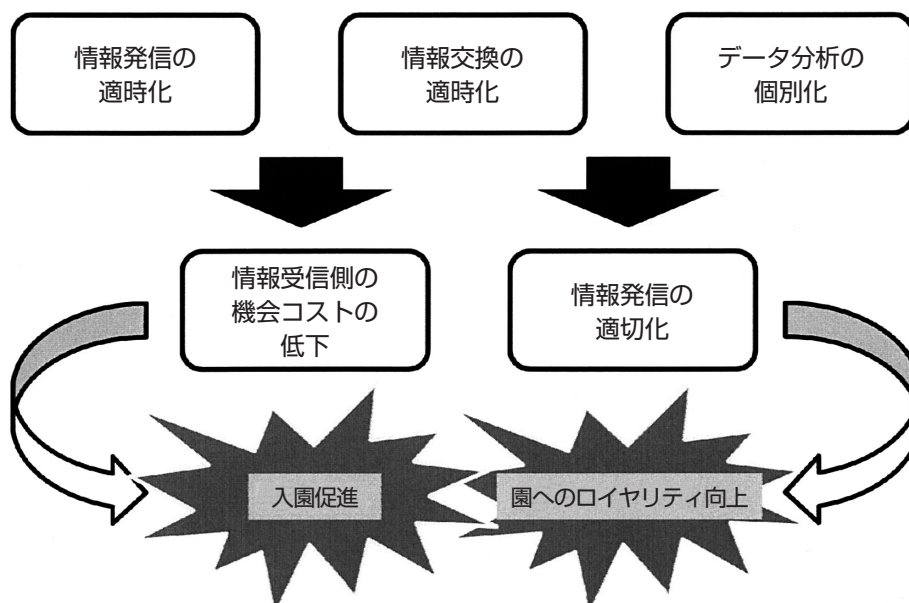 情報発信の
適時化
情報交換の
適時化
データ分析の
個別化
情報受信側の
機会コストの
低下
情報発信の
適切化
入園促進
園へのロイヤリティ向上